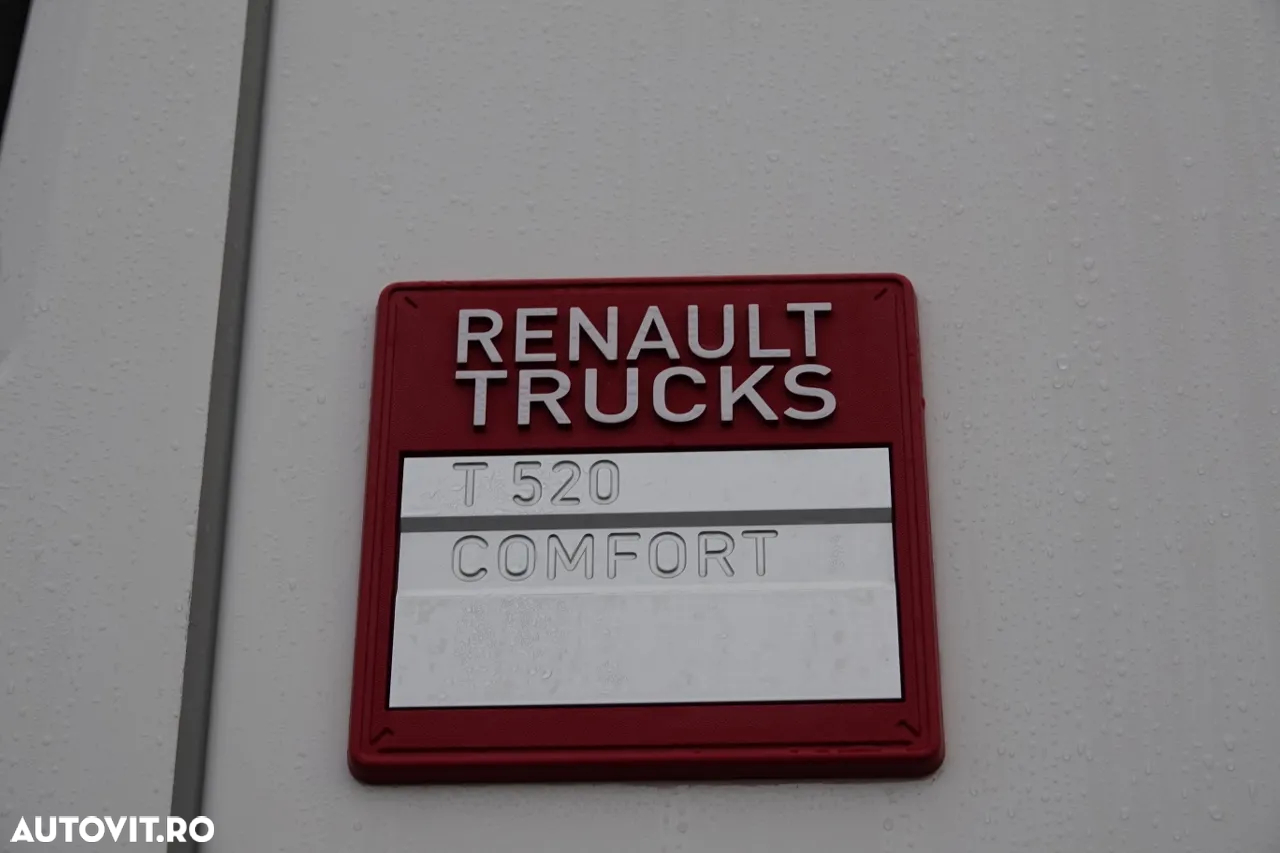 RENAULT
TRUCKS
T 520
COMFORT
AUTOVIT.RO